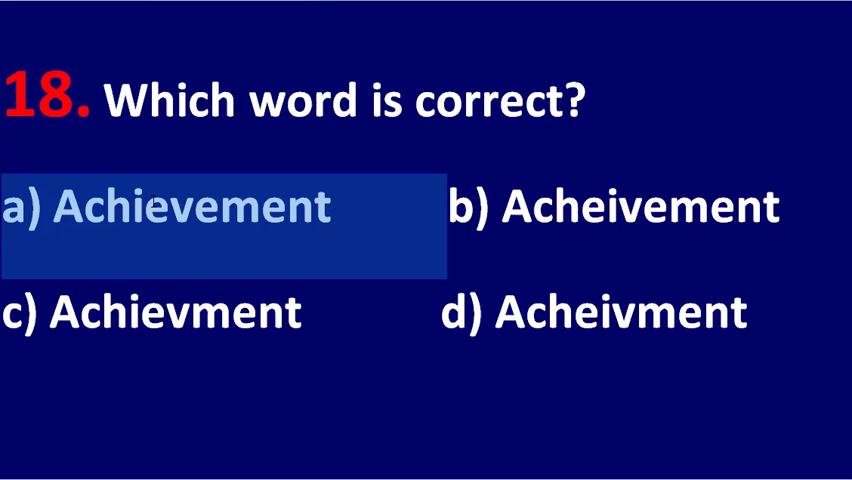 18. Which word is correct?
a) Achievement b) Acheivement
c) Achievment d) Acheivment